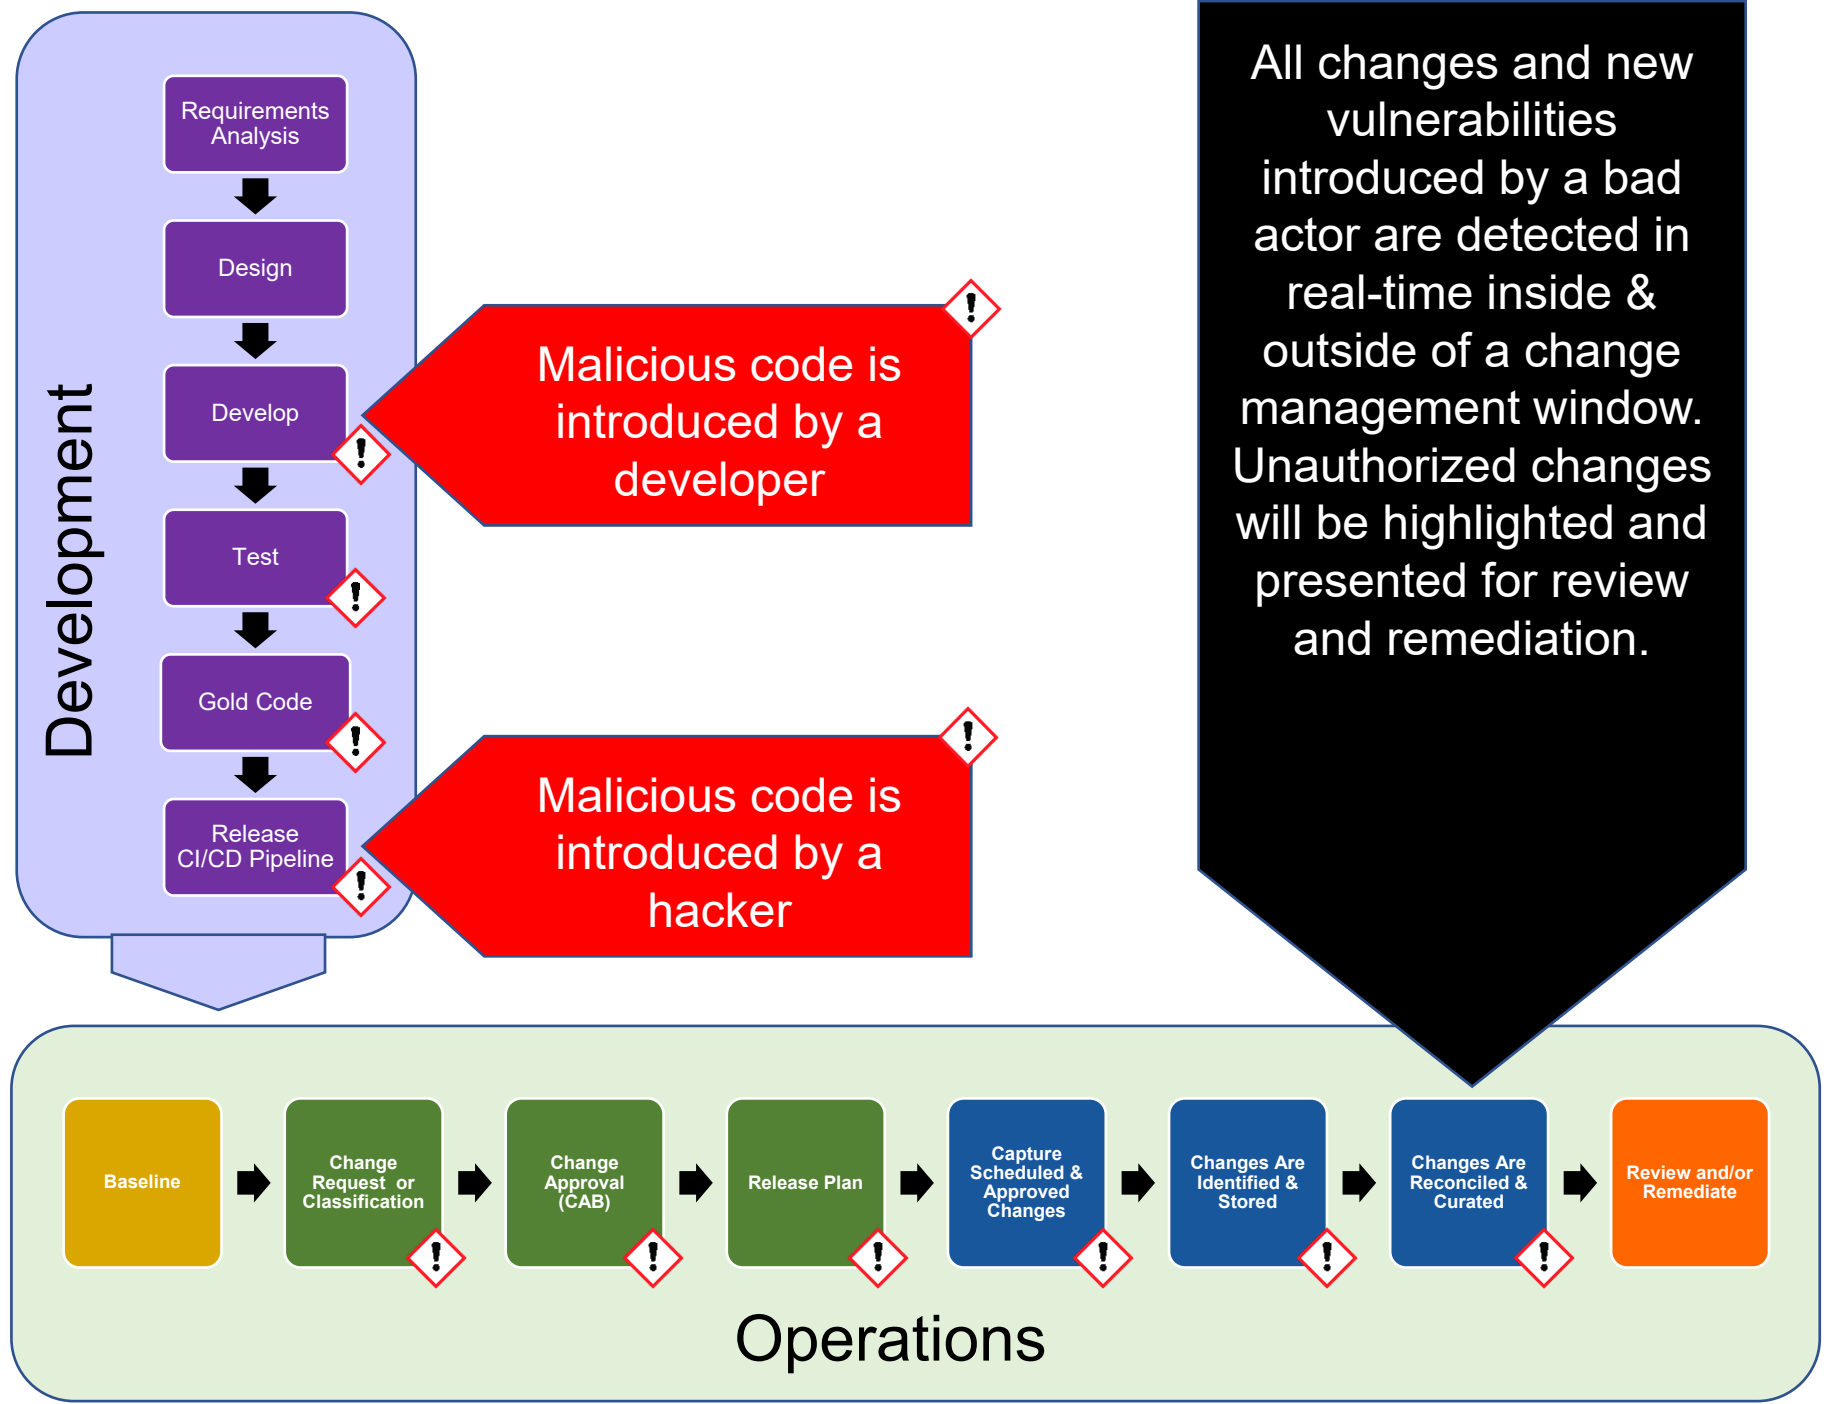 Development
Requirements
Analysis
Design
Develop
Test
Gold Code
Release
CI/CD Pipeline
Malicious code is
introduced by a
developer
Malicious code is
introduced by a
hacker
All changes and new
vulnerabilities
introduced by a bad
actor are detected in
real-time inside &
outside of a change
management window.
Unauthorized changes
will be highlighted and
presented for review
and remediation.
Baseline
Change
Request or
Classification
Change
Approval
(CAB)
Release Plan
Capture
Scheduled &
Approved
Changes
Changes Are
Identified &
Stored
Changes Are
Reconciled &
Curated
Review and/or
Remediate
Operations